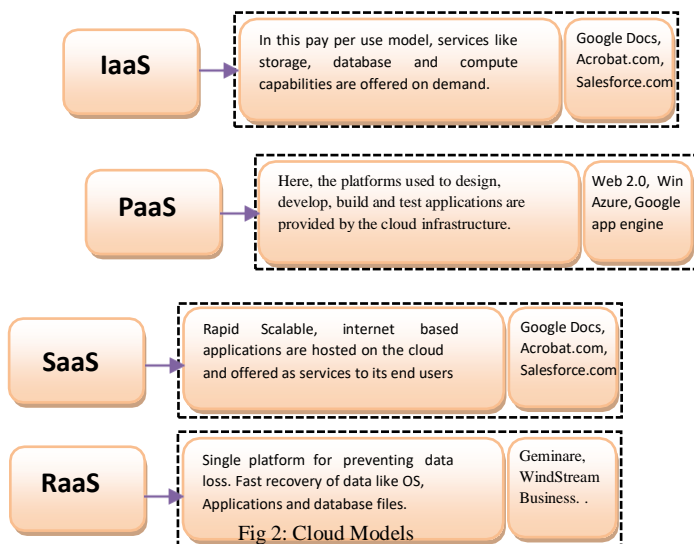 IaaS
In this pay per use model, services like
storage, database and compute
capabilities are offered on demand.
Google Docs,
Acrobat.com,
Salesforce.com
PaaS
Here, the platforms used to design,
develop, build and test applications are
provided by the cloud infrastructure.
Web 2.0, Win
Azure, Google
app engine
SaaS
Rapid Scalable, internet based
applications are hosted on the cloud
and offered as services to its end users
Google Docs,
Acrobat.com,
Salesforce.com
RaaS
Single platform for preventing data
loss. Fast recovery of data like OS,
Applications and database files.
Geminare,
WindStream
Business. .
Fig 2: Cloud Models